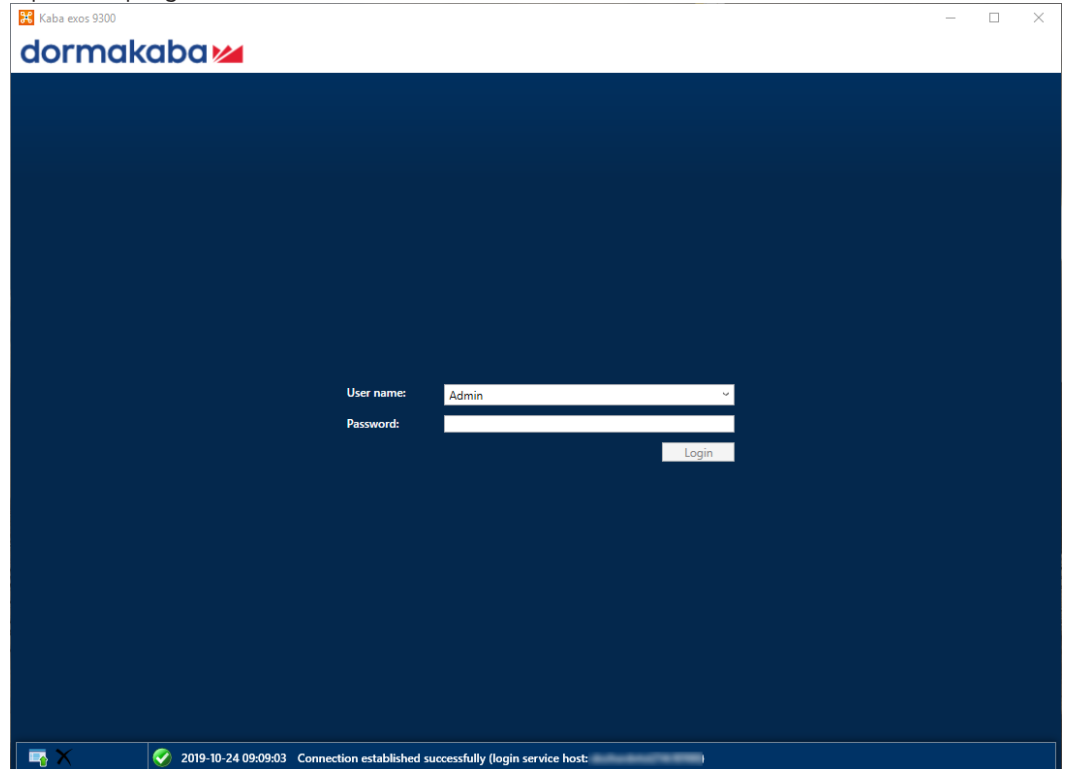 Kaba exos 9300
dormakaba
User name:
Admin
Password:
Login
2019-10-24 09:09:03 Connection established successfully (login service host: )